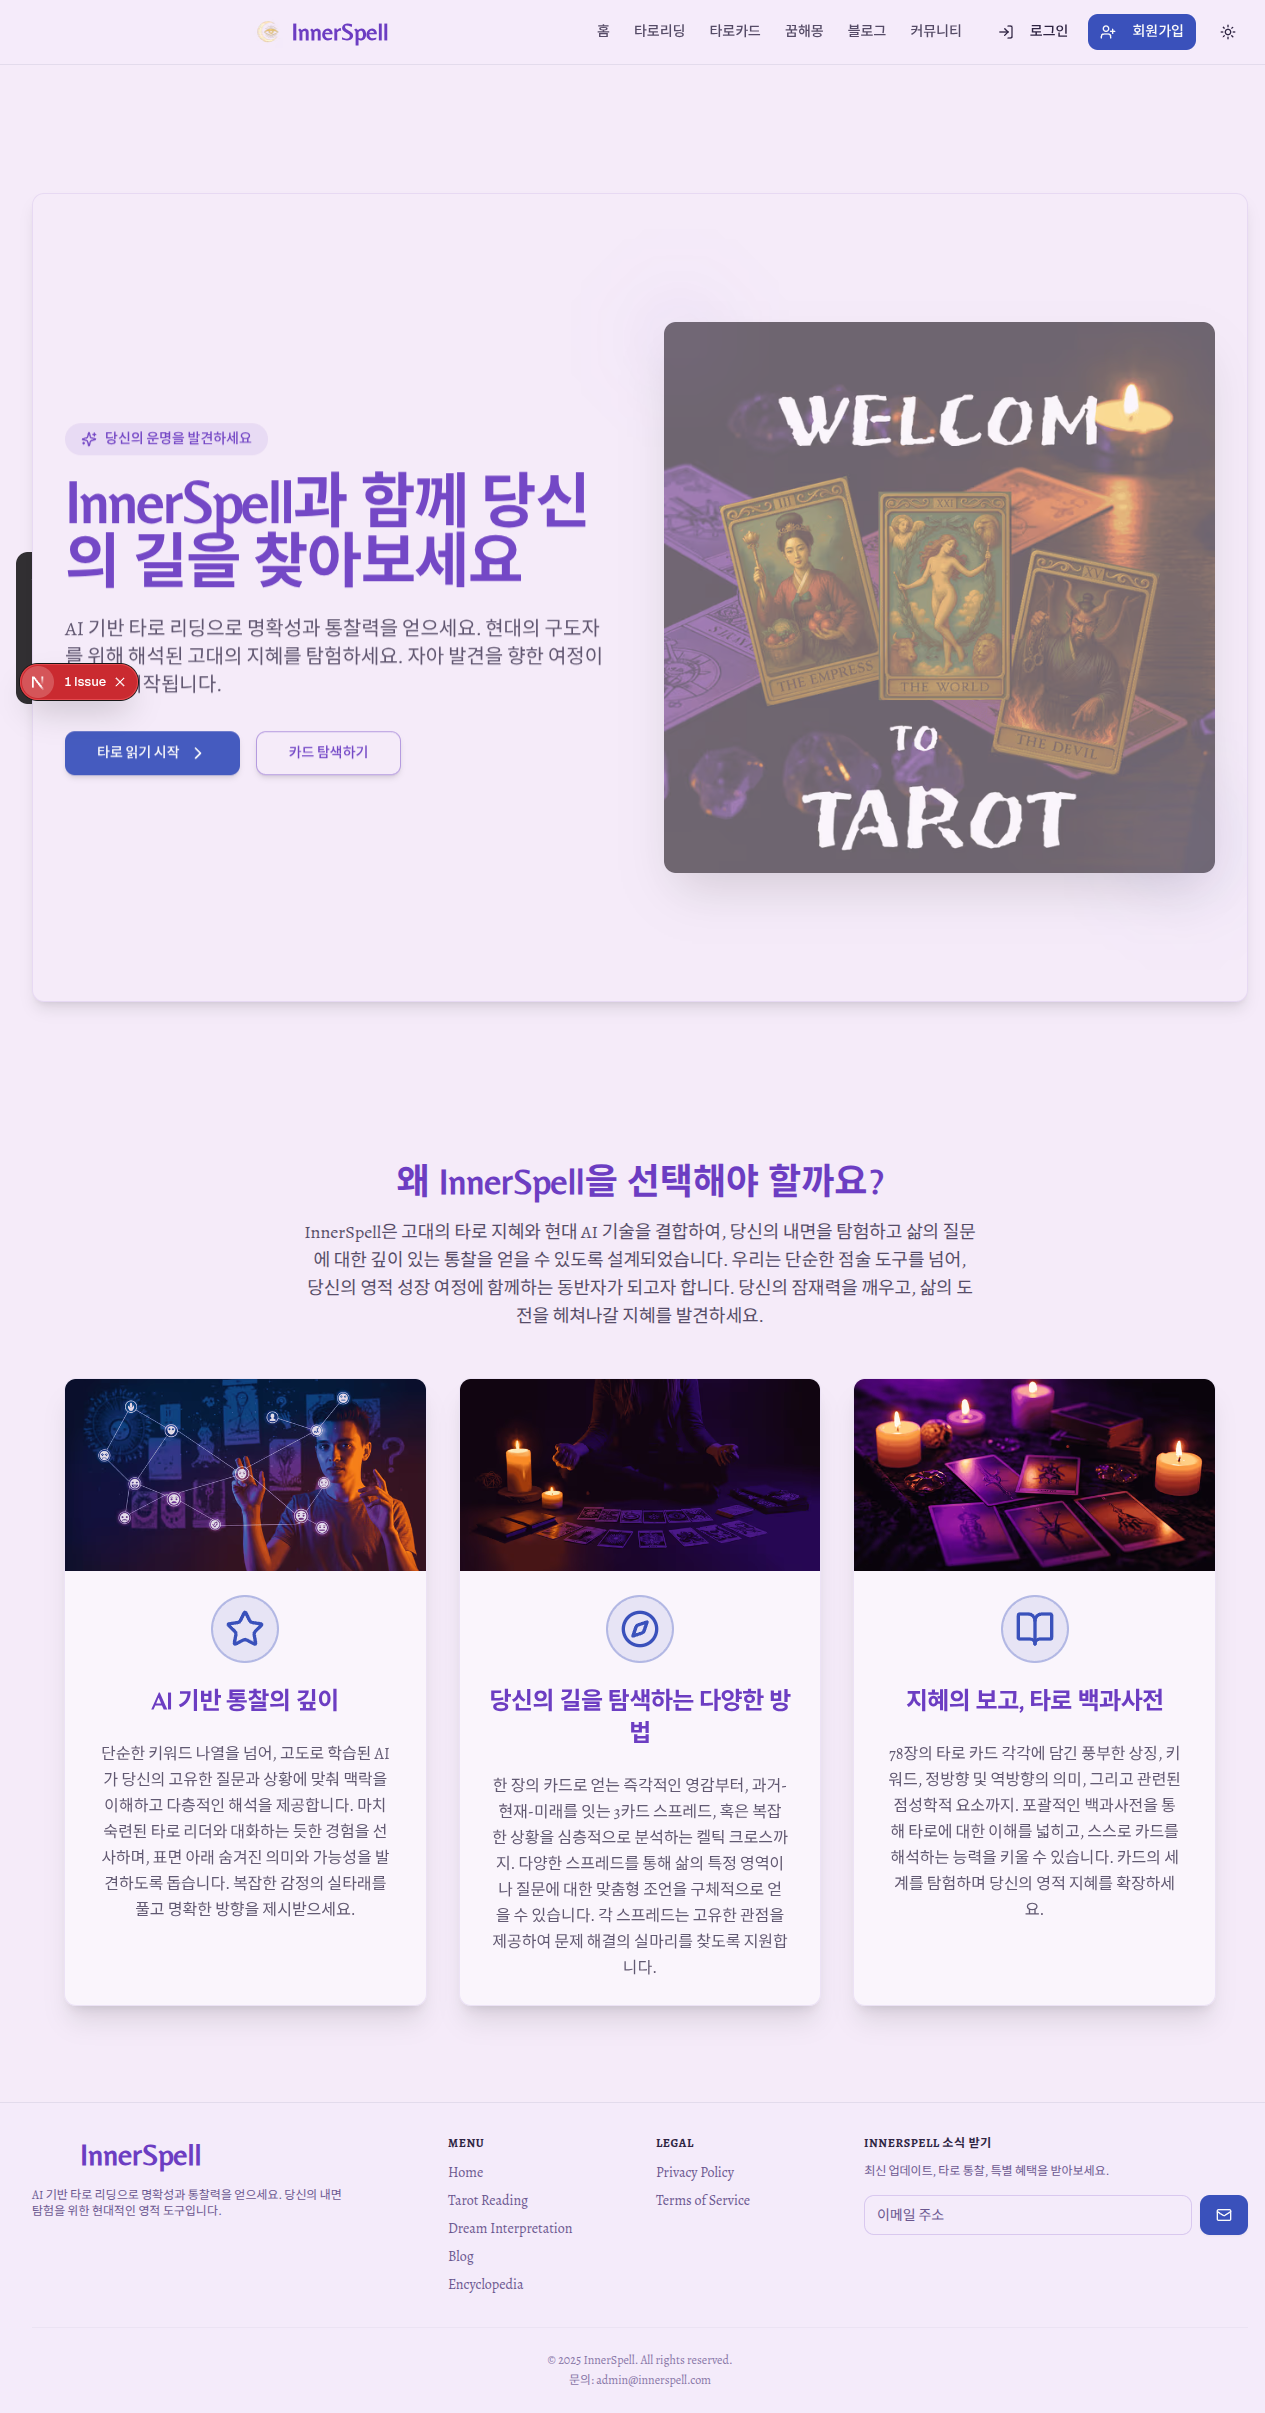 InnerSpell
홈 타로리딩 타로카드 꿈해몽 블로그 커뮤니티 로그인 회원가입
당신의 운명을 발견하세요
InnerSpell과 함께 당신
의 길을 찾아보세요
AI 기반 타로 리딩으로 명확성과 통찰력을 얻으세요. 현대의 구도자
를 위해 해석된 고대의 지혜를 탐험하세요. 자아 발견을 향한 여정이
작됩니다.
1 Issue
타로 읽기 시작
카드 탐색하기
WELCOM
III
XXI
XV
THE EMPRESS
THE WORLD
THE DEVIL
TO
TAROT
왜 InnerSpell을 선택해야 할까요?
InnerSpell은 고대의 타로 지혜와 현대 AI 기술을 결합하여, 당신의 내면을 탐험하고 삶의 질문
에 대한 깊이 있는 통찰을 얻을 수 있도록 설계되었습니다. 우리는 단순한 점술 도구를 넘어,
당신의 영적 성장 여정에 함께하는 동반자가 되고자 합니다. 당신의 잠재력을 깨우고, 삶의 도
전을 헤쳐나갈 지혜를 발견하세요.
AI 기반 통찰의 깊이
단순한 키워드 나열을 넘어, 고도로 학습된 AI
가 당신의 고유한 질문과 상황에 맞춰 맥락을
이해하고 다층적인 해석을 제공합니다. 마치
숙련된 타로 리더와 대화하는 듯한 경험을 선
사하며, 표면 아래 숨겨진 의미와 가능성을 발
견하도록 돕습니다. 복잡한 감정의 실타래를
풀고 명확한 방향을 제시받으세요.
당신의 길을 탐색하는 다양한 방
법
한 장의 카드로 얻는 즉각적인 영감부터, 과거-
현재-미래를 잇는 3카드 스프레드, 혹은 복잡
한 상황을 심층적으로 분석하는 켈틱 크로스까
지. 다양한 스프레드를 통해 삶의 특정 영역이
나 질문에 대한 맞춤형 조언을 구체적으로 얻
을 수 있습니다. 각 스프레드는 고유한 관점을
제공하여 문제 해결의 실마리를 찾도록 지원합
니다.
지혜의 보고, 타로 백과사전
78장의 타로 카드 각각에 담긴 풍부한 상징, 키
워드, 정방향 및 역방향의 의미, 그리고 관련된
점성학적 요소까지. 포괄적인 백과사전을 통
해 타로에 대한 이해를 넓히고, 스스로 카드를
해석하는 능력을 키울 수 있습니다. 카드의 세
계를 탐험하며 당신의 영적 지혜를 확장하세
요.
InnerSpell
AI 기반 타로 리딩으로 명확성과 통찰력을 얻으세요. 당신의 내면
탐험을 위한 현대적인 영적 도구입니다.
MENU
Home
Tarot Reading
Dream Interpretation
Blog
Encyclopedia
LEGAL
Privacy Policy
Terms of Service
INNERSPELL 소식 받기
최신 업데이트, 타로 통찰, 특별 혜택을 받아보세요.
이메일 주소
© 2025 InnerSpell. All rights reserved.
문의: admin@innerspell.com